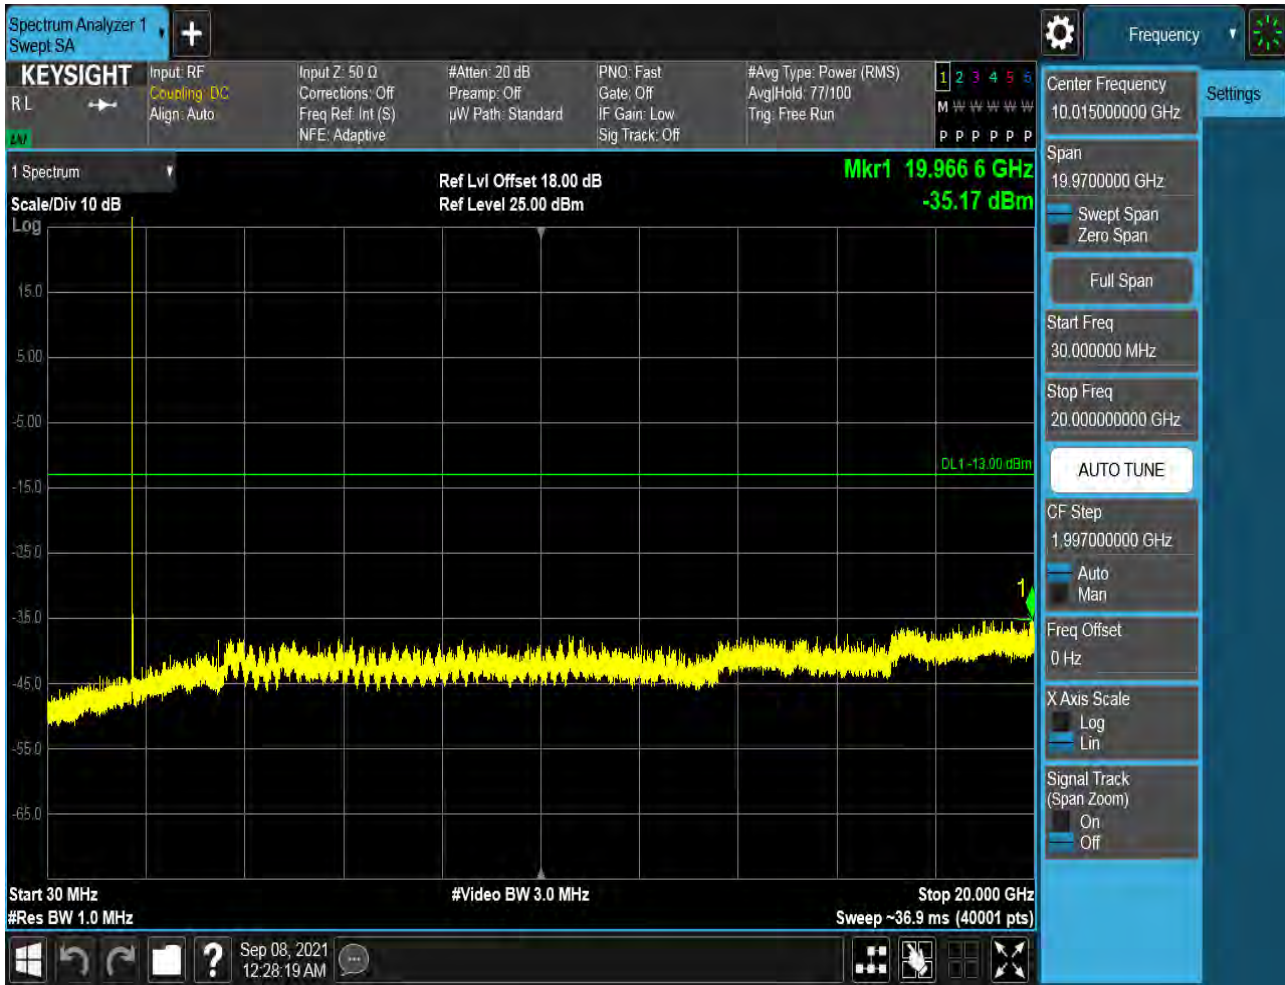 Spectrum Analyzer 1
Swept SA
Frequency
KEYSIGHT
R L
Input: RF
Coupling: DC
Align: Auto
Input Z: 50 Ω
Corrections: Off
Freq Ref: Int (S)
NFE: Adaptive
#Atten: 20 dB
Preamp: Off
µW Path: Standard
PNO: Fast
Gate: Off
IF Gain: Low
Sig Track: Off
#Avg Type: Power (RMS)
Avg|Hold: 77/100
Trig: Free Run
1 2 3 4 5 6
M W W W W W
P P P P P P
1 Spectrum
Scale/Div 10 dB
Log
Ref Lvl Offset 18.00 dB
Ref Level 25.00 dBm
Mkr1 19.966 6 GHz
-35.17 dBm
15.0
5.00
-5.00
DL1 -13.00 dBm
-15.0
-25.0
1
-35.0
-45.0
-55.0
-65.0
Start 30 MHz
#Res BW 1.0 MHz
#Video BW 3.0 MHz
Stop 20.000 GHz
Sweep ~36.9 ms (40001 pts)
Center Frequency
10.015000000 GHz
Settings
Span
19.9700000 GHz
Swept Span
Zero Span
Full Span
Start Freq
30.000000 MHz
Stop Freq
20.000000000 GHz
AUTO TUNE
CF Step
1.997000000 GHz
Auto
Man
Freq Offset
0 Hz
X Axis Scale
Log
Lin
Signal Track
(Span Zoom)
On
Off
?
Sep 08, 2021
12:28:19 AM